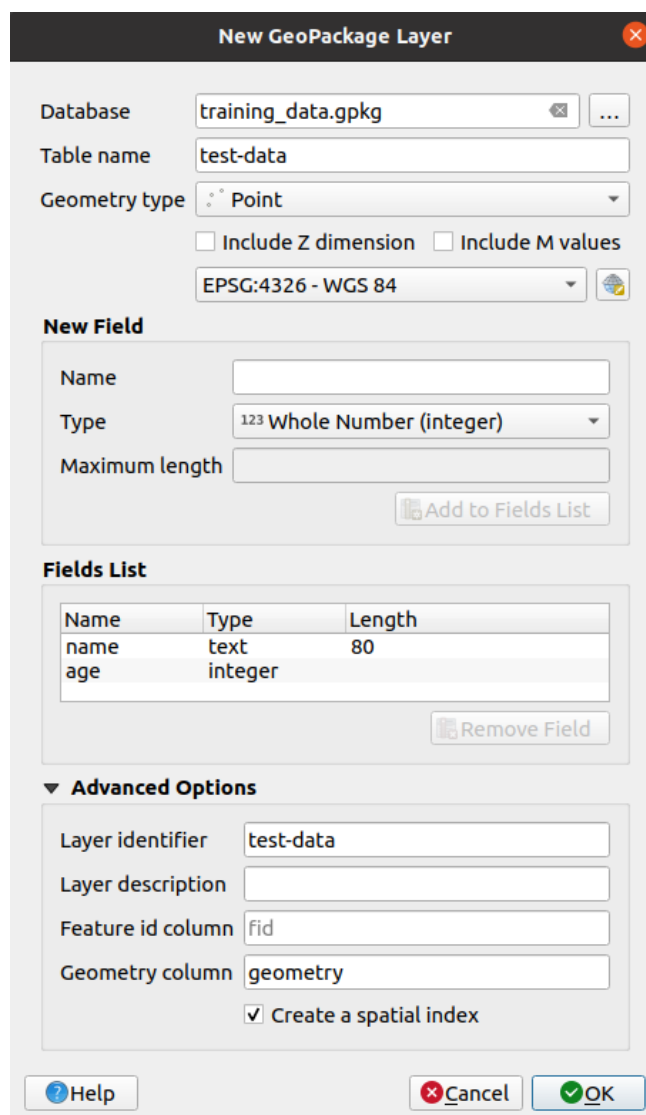 New GeoPackage Layer
Database training_data.gpkg ...
Table name test-data
Geometry type Point
Include Z dimension Include M values
EPSG:4326 - WGS 84
New Field
Name
Type 123 Whole Number (integer)
Maximum length
Add to Fields List
Fields List
Name Type Length
name text 80
age integer
Remove Field
Advanced Options
Layer identifier test-data
Layer description
Feature id column fid
Geometry column geometry
Create a spatial index
Help Cancel OK